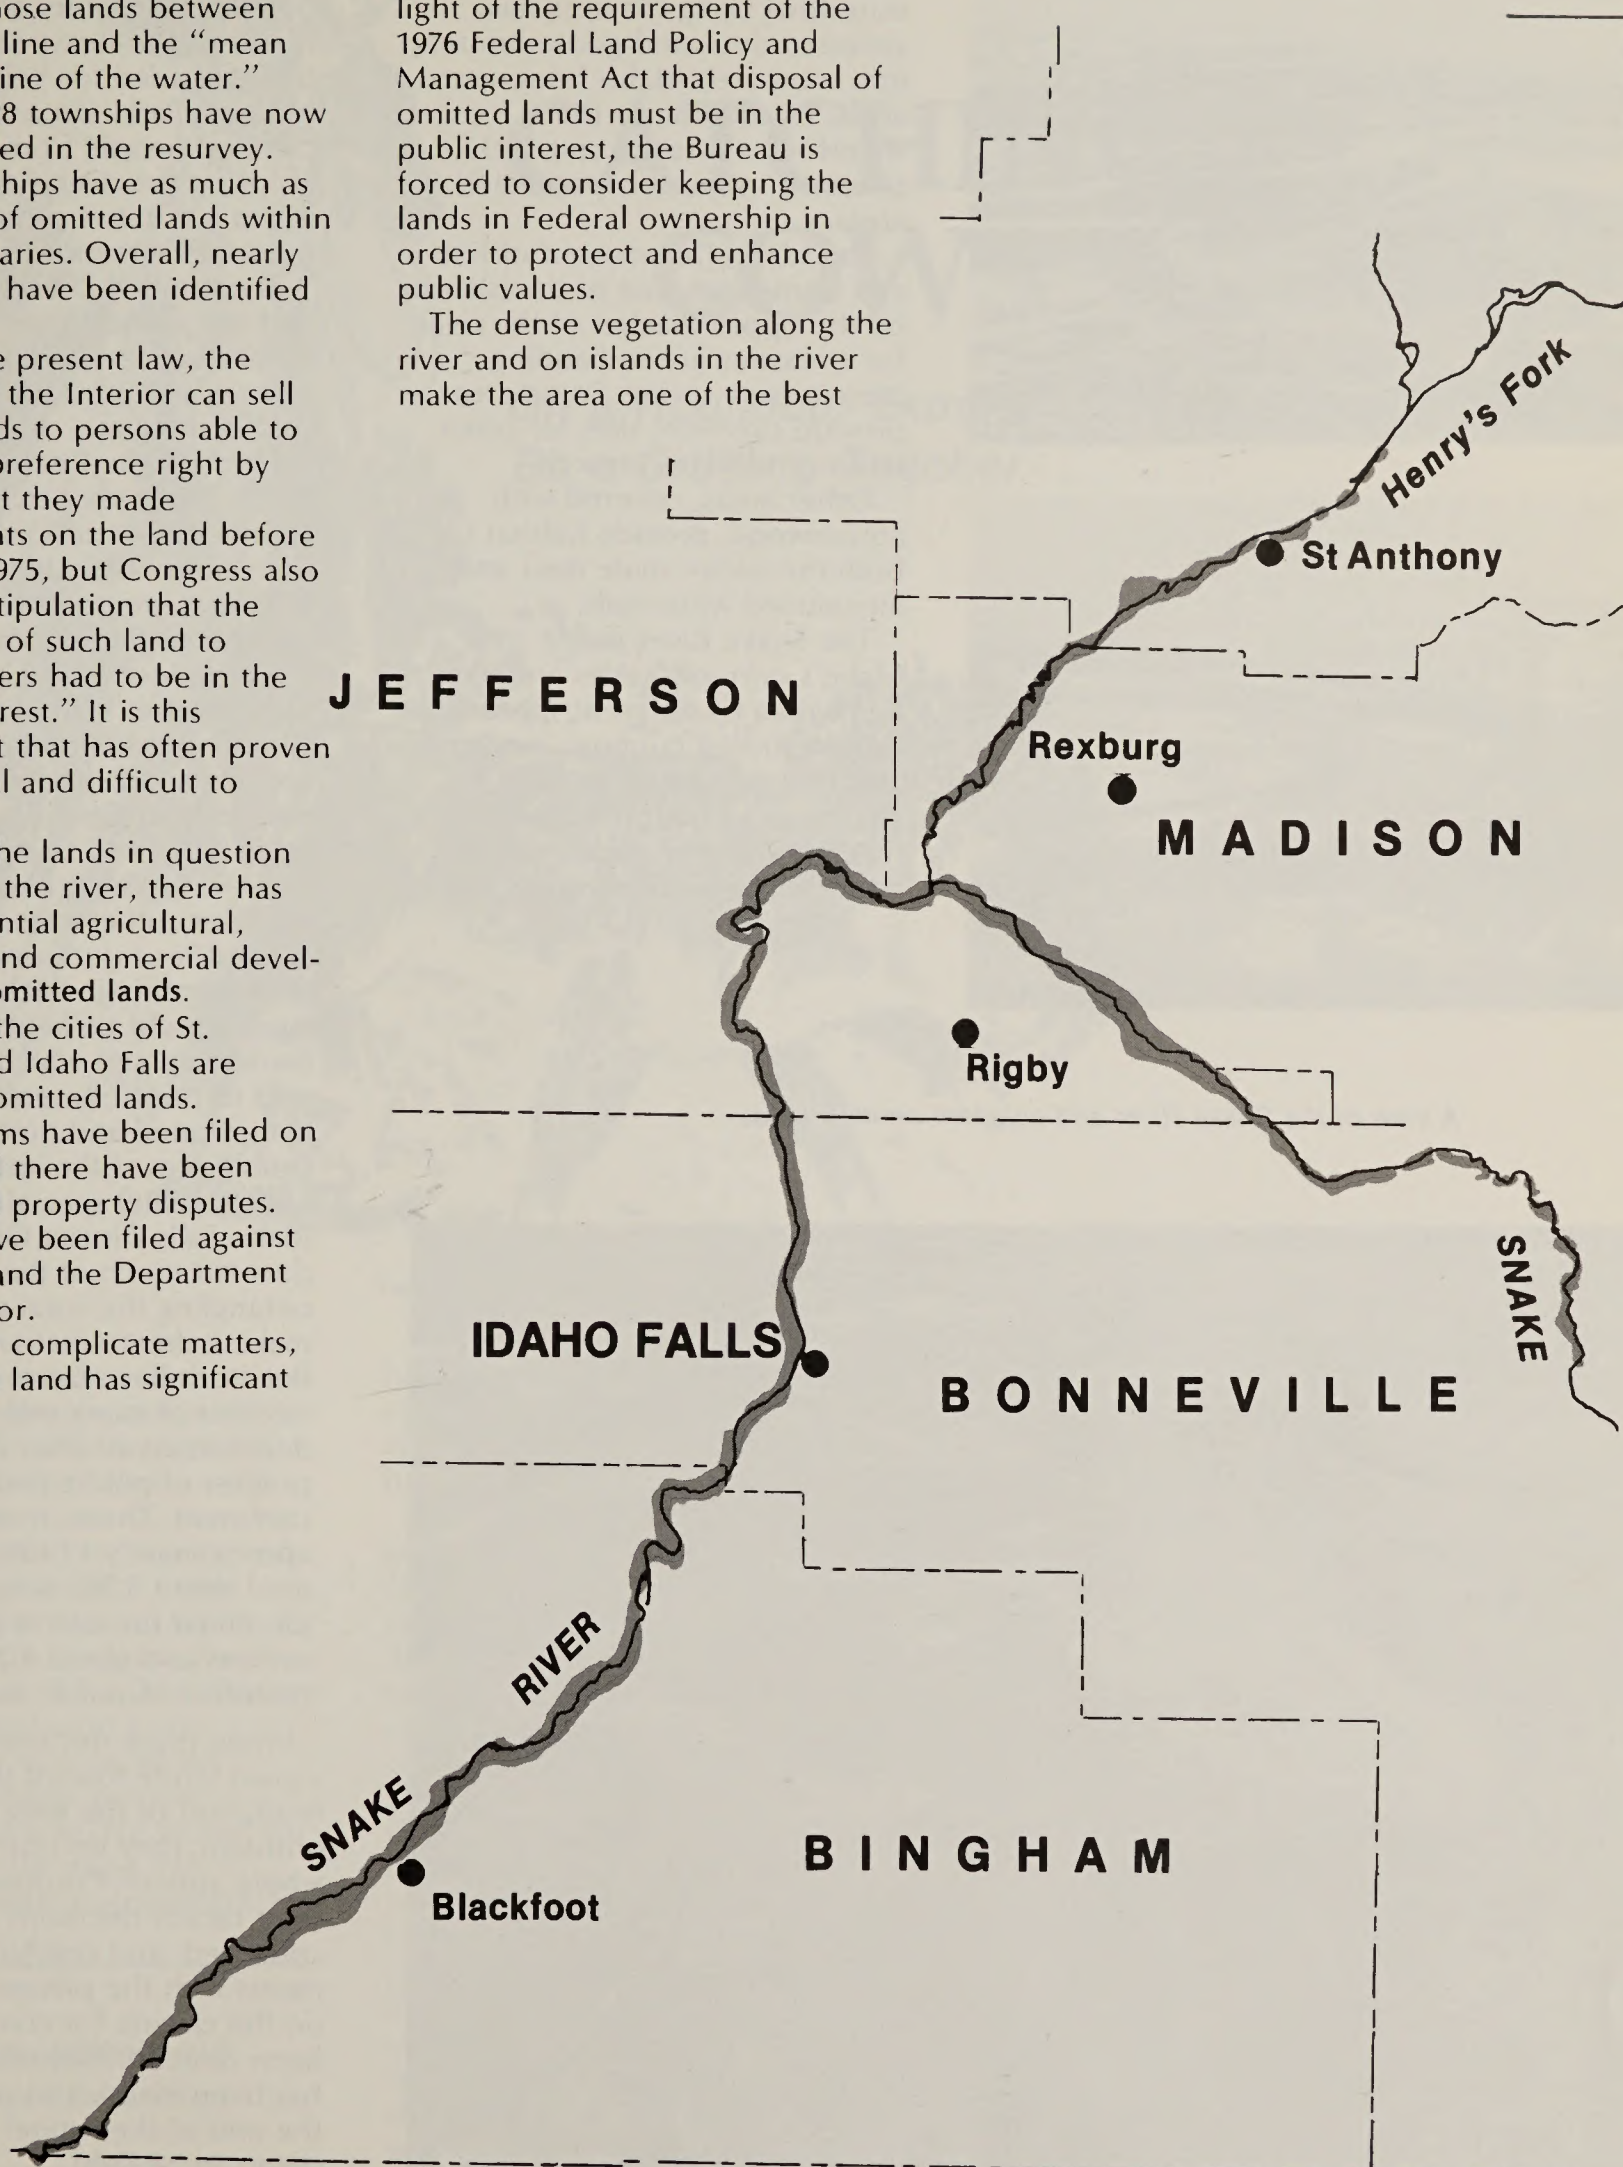 ose lands between
line and the “mean
ine of the water.”
8 townships have now
ed in the resurvey.
hips have as much as
of omitted lands within
aries. Overall, nearly
have been identified
e present law, the
the Interior can sell
ds to persons able to
preference right by
t they made
nts on the land before
975, but Congress also
tipulation that the
of such land to
ers had to be in the
rest.” It is this
t that has often proven
l and difficult to
ne lands in question
the river, there has
ntial agricultural,
nd commercial devel-
omitted lands.
the cities of St.
d Idaho Falls are
omitted lands.
ms have been filed on
there have been
property disputes.
ve been filed against
and the Department
or.
complicate matters,
land has significant
light of the requirement of the
1976 Federal Land Policy and
Management Act that disposal of
omitted lands must be in the
public interest, the Bureau is
forced to consider keeping the
lands in Federal ownership in
order to protect and enhance
public values.
The dense vegetation along the
river and on islands in the river
make the area one of the best
Henry's Fork
St Anthony
JEFFERSON
Rexburg
MADISON
Rigby
SNAKE
IDAHO FALLS
BONNEVILLE
RIVER
SNAKE
BINGHAM
Blackfoot